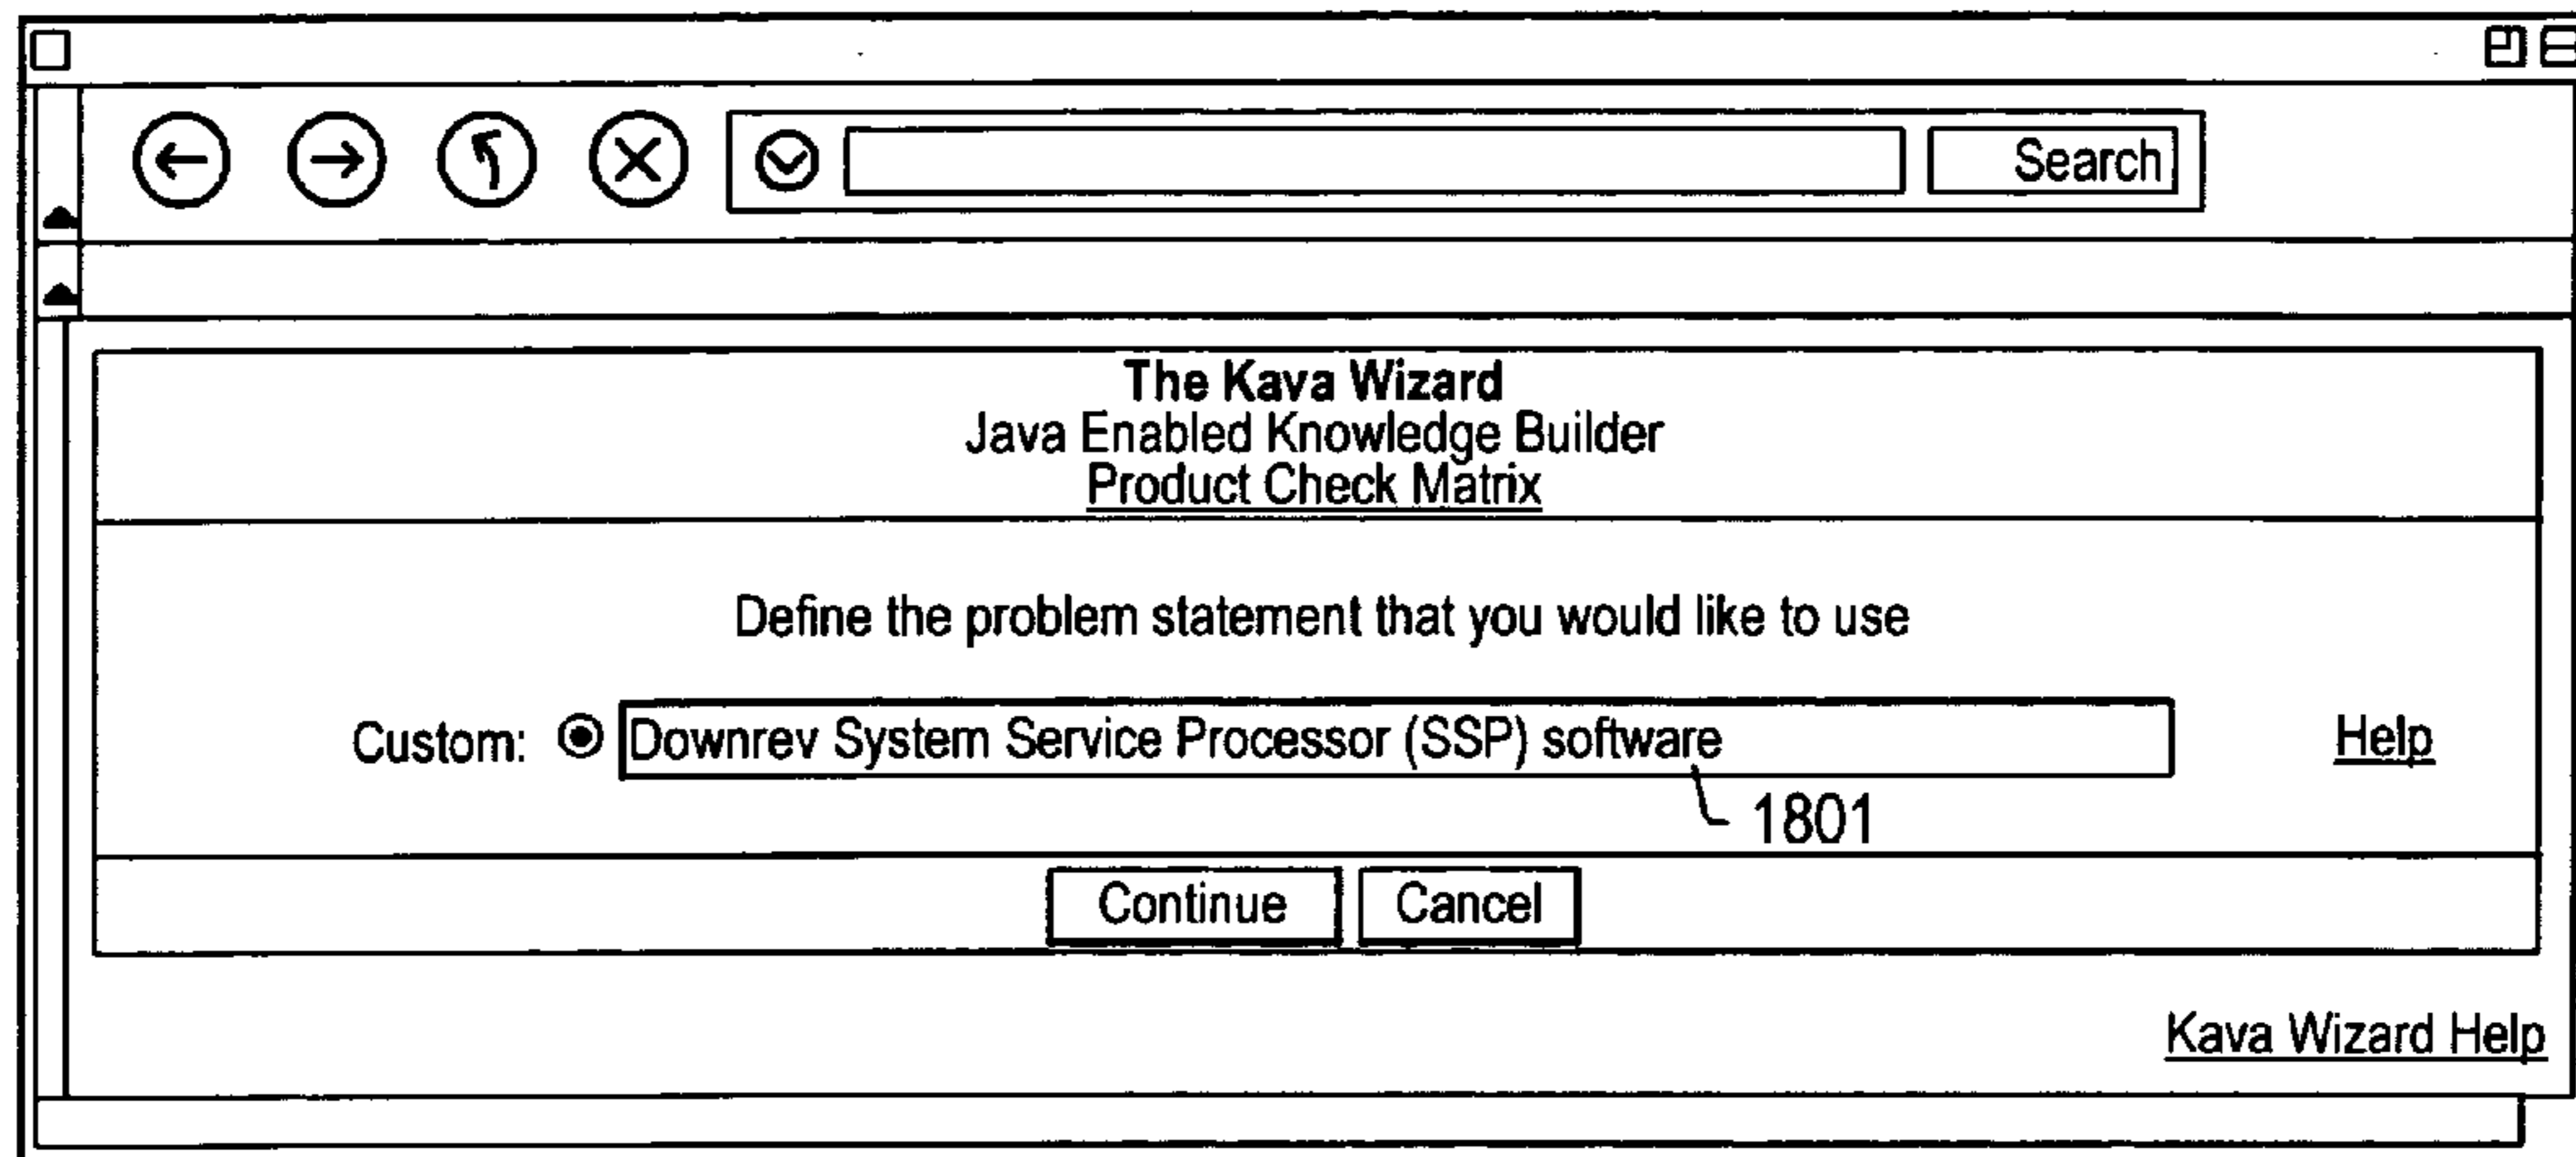 Search
The Kava Wizard
Java Enabled Knowledge Builder
Product Check Matrix
Define the problem statement that you would like to use
Custom: Downrev System Service Processor (SSP) software Help
1801
Continue Cancel
Kava Wizard Help